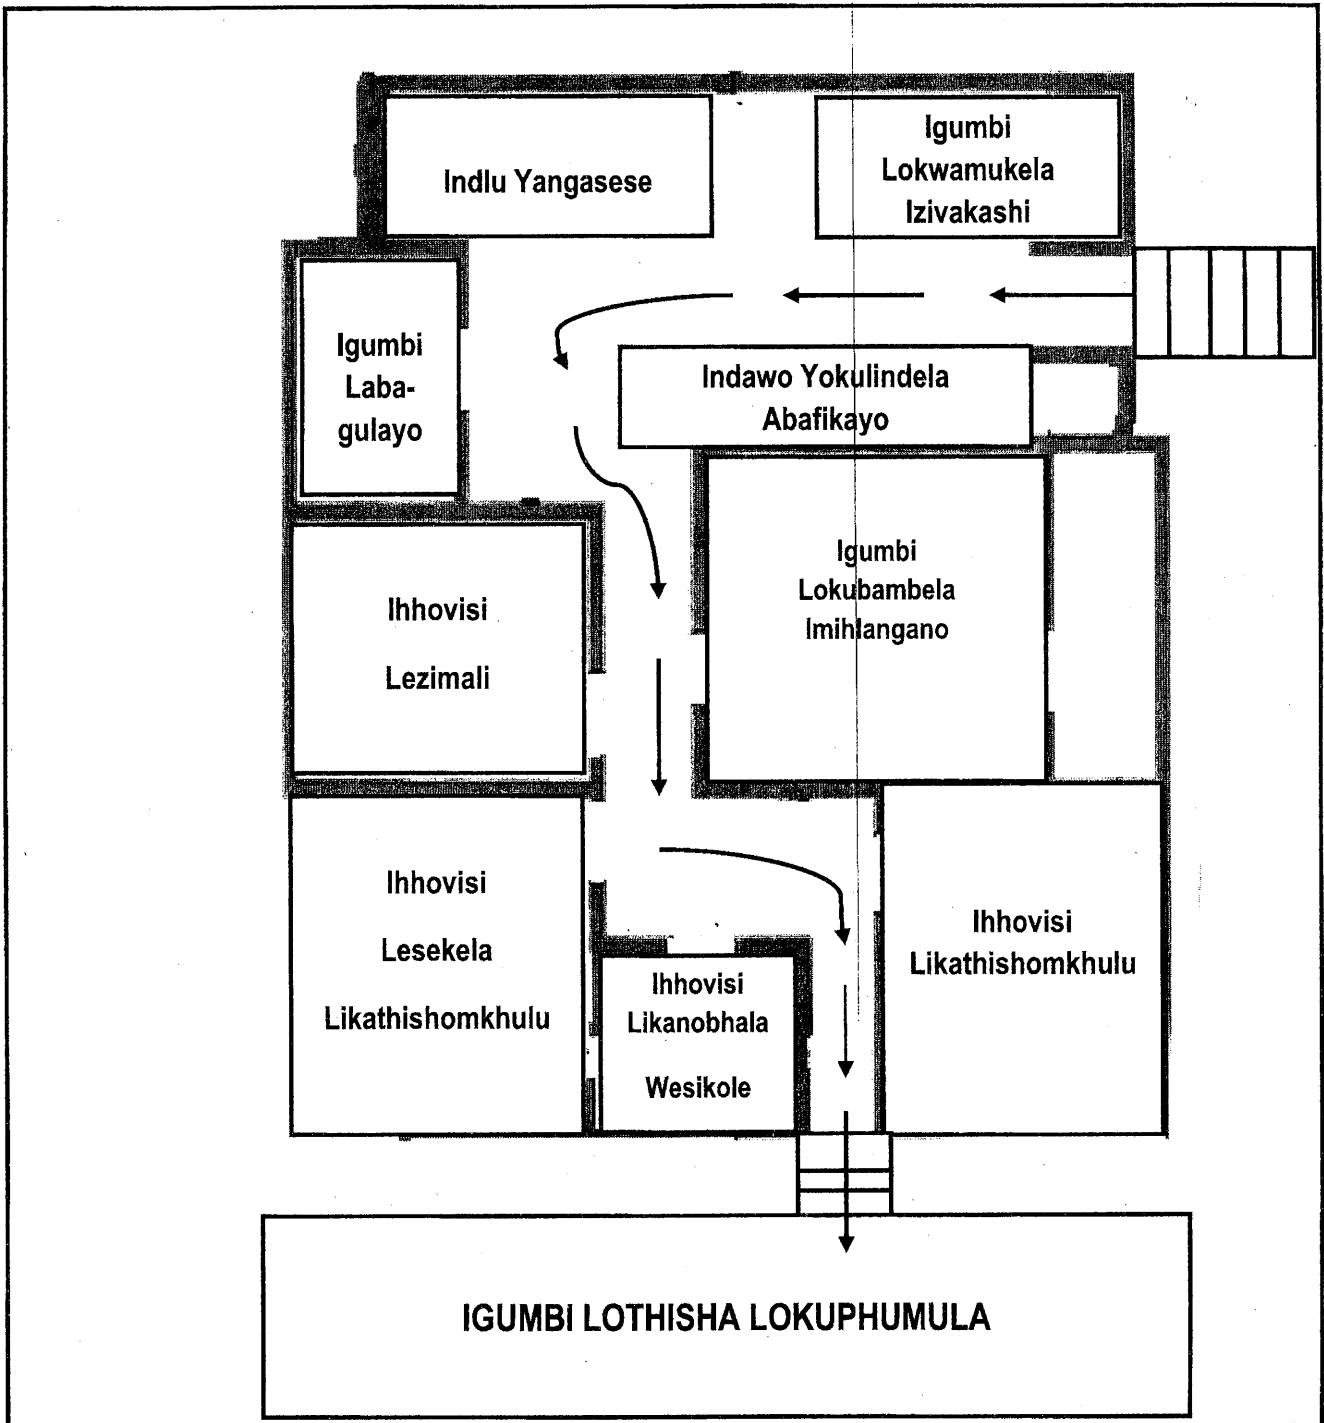 Indlu Yangasese
Igumbi
Lokwamukela
Izivakashi
Igumbi
Laba-
gulayo
Indawo Yokulindela
Abafikayo
Igumbi
Lokubambela
Imihlangano
Ihhovisi
Lezimali
Ihhovisi
Lesekela
Likathishomkhulu
Ihhovisi
Likanobhala
Wesikole
Ihhovisi
Likathishomkhulu
IGUMBI LOTHISHA LOKUPHUMULA